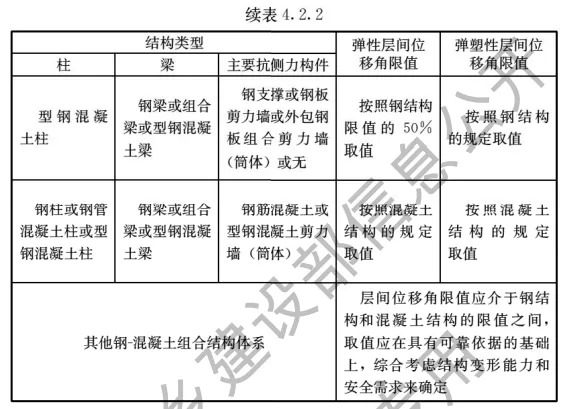 续表 4.2.2
结构类型
弹性层间位
移角限值
弹塑性层间位
移角限值
柱
梁
主要抗侧力构件
型钢混凝
土柱
钢梁或组合
梁或型钢混凝
土梁
钢支撑或钢板
剪力墙或外包钢
板组合剪力墙
（筒体）或无
按照钢结构
限值的 50%
取值
按照钢结构
的规定取值
钢柱或钢管
混凝土柱或型
钢混凝土柱
钢梁或组合
梁或型钢混凝
土梁
钢筋混凝土或
型钢混凝土剪力
墙（筒体）
按照混凝土
结构的规定
取值
按照混凝土
结构的规定
取值
其他钢-混凝土组合结构体系
层间位移角限值应介于钢结
构和混凝土结构的限值之间，
取值应在具有可靠依据的基础
上，综合考虑结构变形能力和
安全需求来确定
乡建设部信息公开
专用